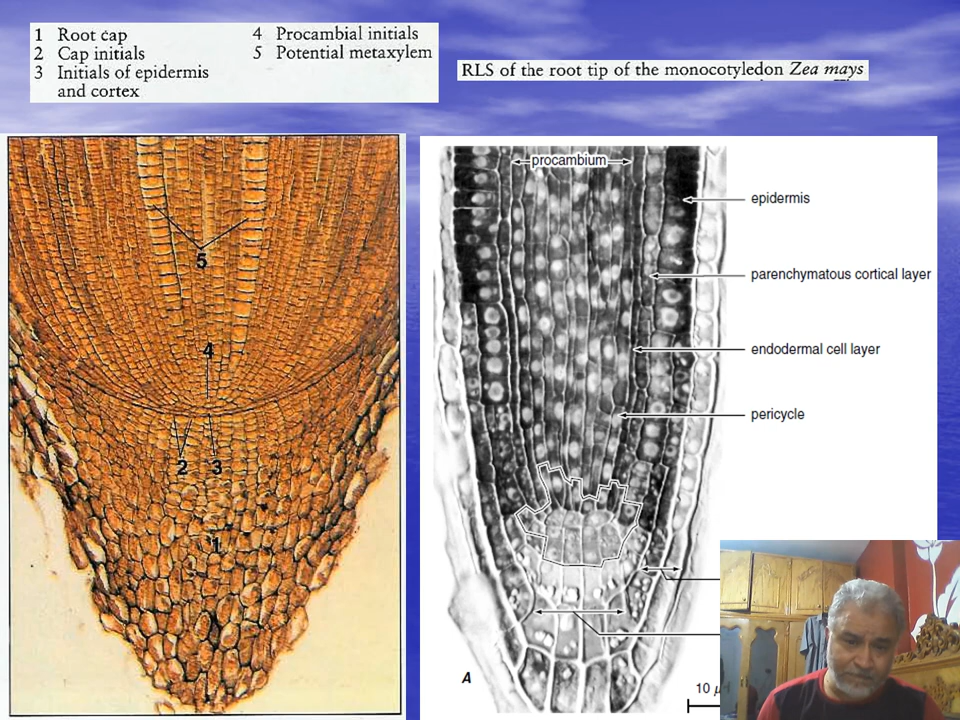 1 Root cap
2 Cap initials
3 Initials of epidermis
and cortex
4 Procambial initials
5 Potential metaxylem
RLS of the root tip of the monocotyledon Zea mays
5
4
2 3
1
procambium
epidermis
parenchymatous cortical layer
endodermal cell layer
pericycle
A
10